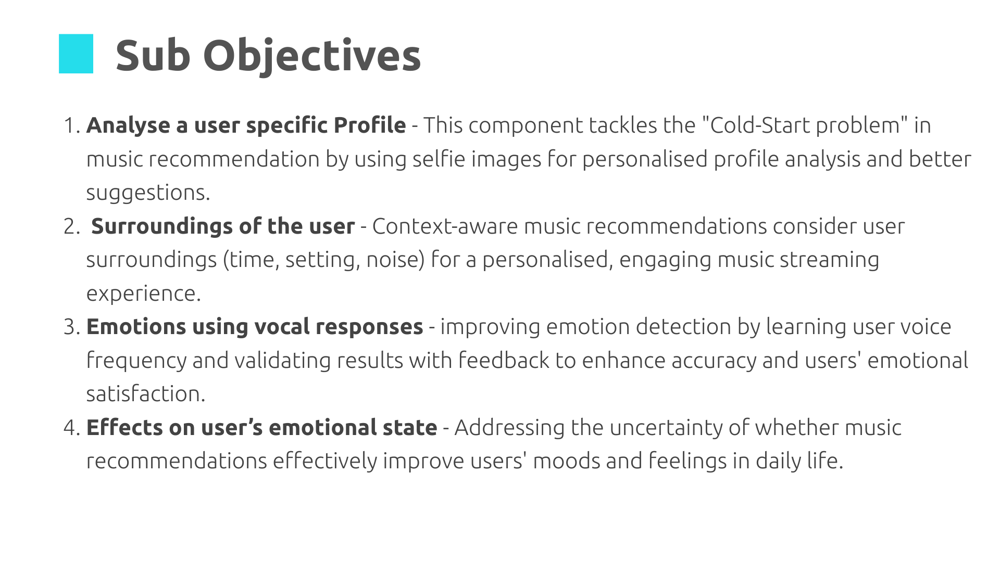 Sub Objectives
1. Analyse a user specific Profile - This component tackles the "Cold-Start problem" in
music recommendation by using selfie images for personalised profile analysis and better
suggestions.
2. Surroundings of the user - Context-aware music recommendations consider user
surroundings (time, setting, noise) for a personalised, engaging music streaming
experience.
3. Emotions using vocal responses - improving emotion detection by learning user voice
frequency and validating results with feedback to enhance accuracy and users' emotional
satisfaction.
4. Effects on user’s emotional state - Addressing the uncertainty of whether music
recommendations effectively improve users' moods and feelings in daily life.